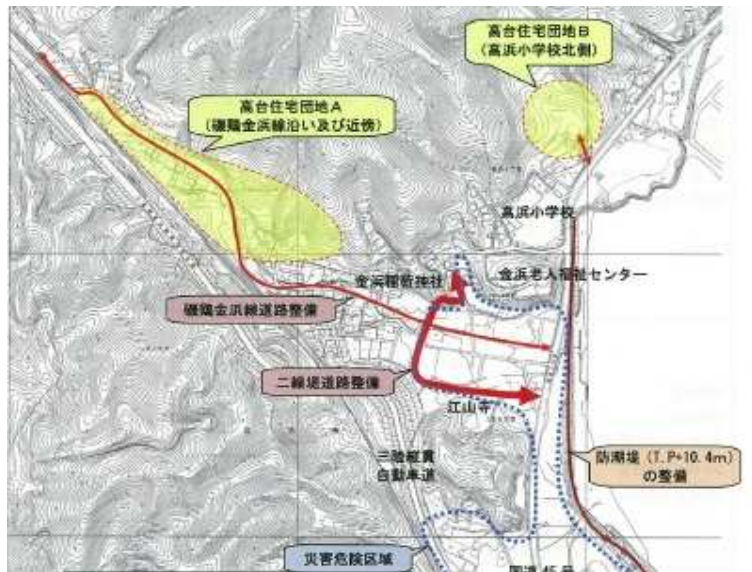 高台住宅団地B
(高浜小学校北側)
高台住宅団地A
(磯鶏金浜線沿い及び近傍)
高浜小学校
金浜稲荷神社
金浜老人福祉センター
磯鶏金浜線道路整備
二線堤道路整備
江山寺
三陸縦貫
自動車道
防潮堤(T.P+10.4m)
の整備
災害危険区域
国道45号